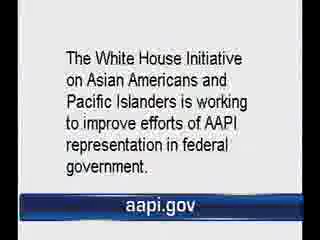 The White House Initiative
on Asian Americans and
Pacific Islanders is working
to improve efforts of AAPI
representation in federal
government.
aapi.gov